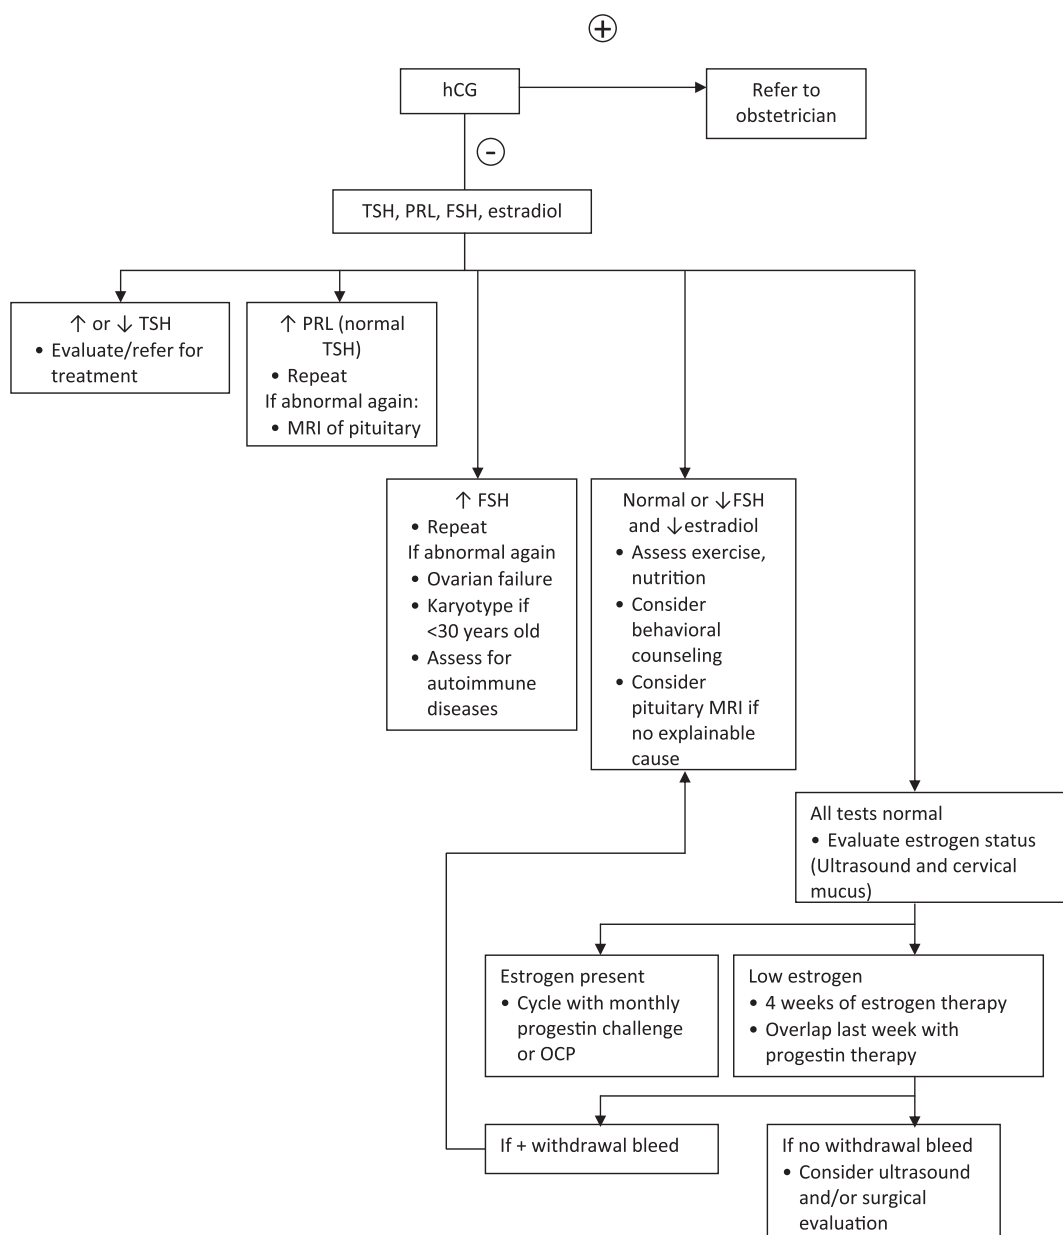 +
hCG
Refer to
obstetrician
-
TSH, PRL, FSH, estradiol
↑ or ↓ TSH
• Evaluate/refer for
treatment
↑ PRL (normal
TSH)
• Repeat
If abnormal again:
• MRI of pituitary
↑ FSH
• Repeat
If abnormal again
• Ovarian failure
• Karyotype if
<30 years old
• Assess for
autoimmune
diseases
Normal or ↓FSH
and ↓estradiol
• Assess exercise,
nutrition
• Consider
behavioral
counseling
• Consider
pituitary MRI if
no explainable
cause
All tests normal
• Evaluate estrogen status
(Ultrasound and cervical
mucus)
Estrogen present
• Cycle with monthly
progestin challenge
or OCP
Low estrogen
• 4 weeks of estrogen therapy
• Overlap last week with
progestin therapy
If + withdrawal bleed
If no withdrawal bleed
• Consider ultrasound
and/or surgical
evaluation